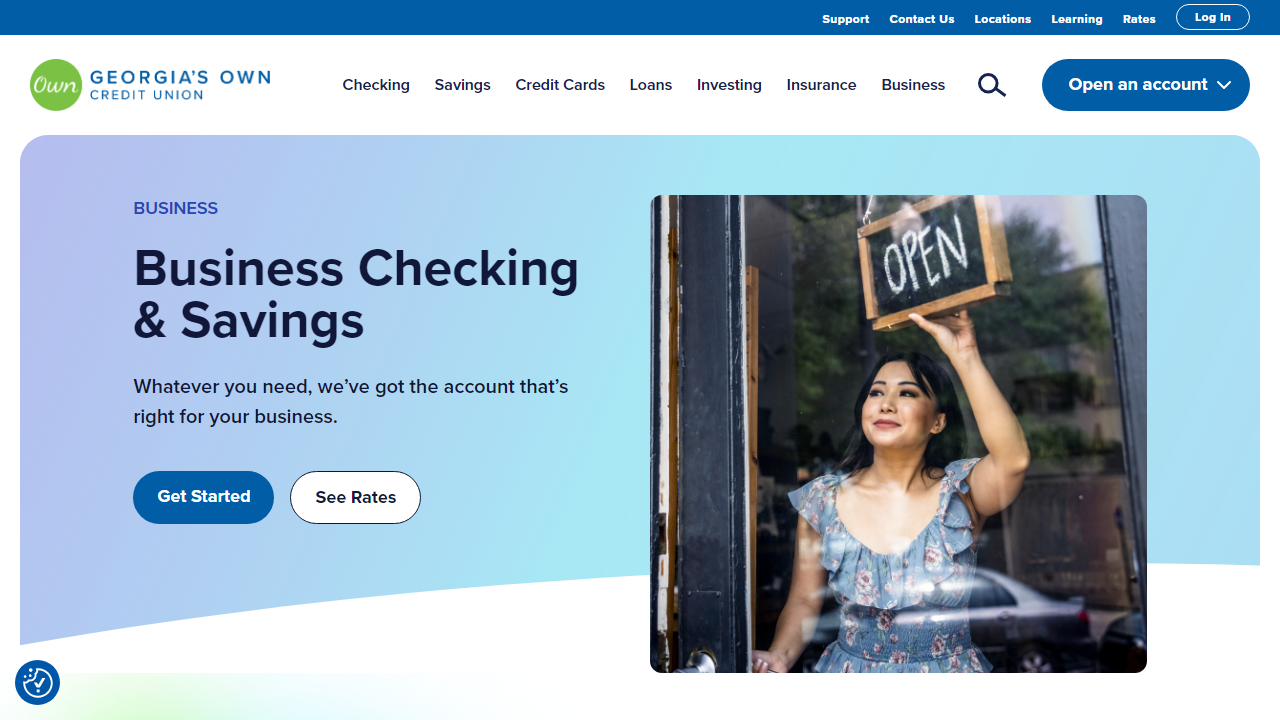 Support Contact Us Locations Learning Rates Log In
Own GEORGIA'S OWN
CREDIT UNION
Checking Savings Credit Cards Loans Investing Insurance Business Open an account
BUSINESS
Business Checking
& Savings
Whatever you need, we've got the account that's
right for your business.
Get Started See Rates
OPEN